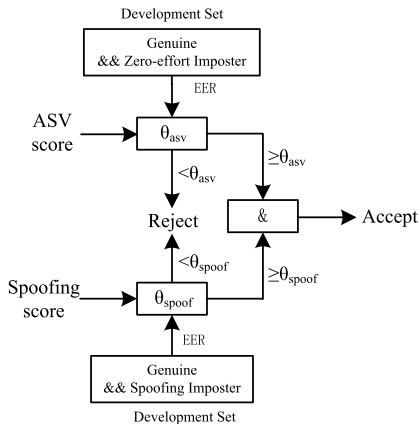 Development Set
Genuine
&& Zero-effort Imposter
EER
ASV
score
θasv
≥θasv
<θasv
Reject
&
Accept
<θspoof
≥θspoof
Spoofing
score
θspoof
EER
Genuine
&& Spoofing Imposter
Development Set